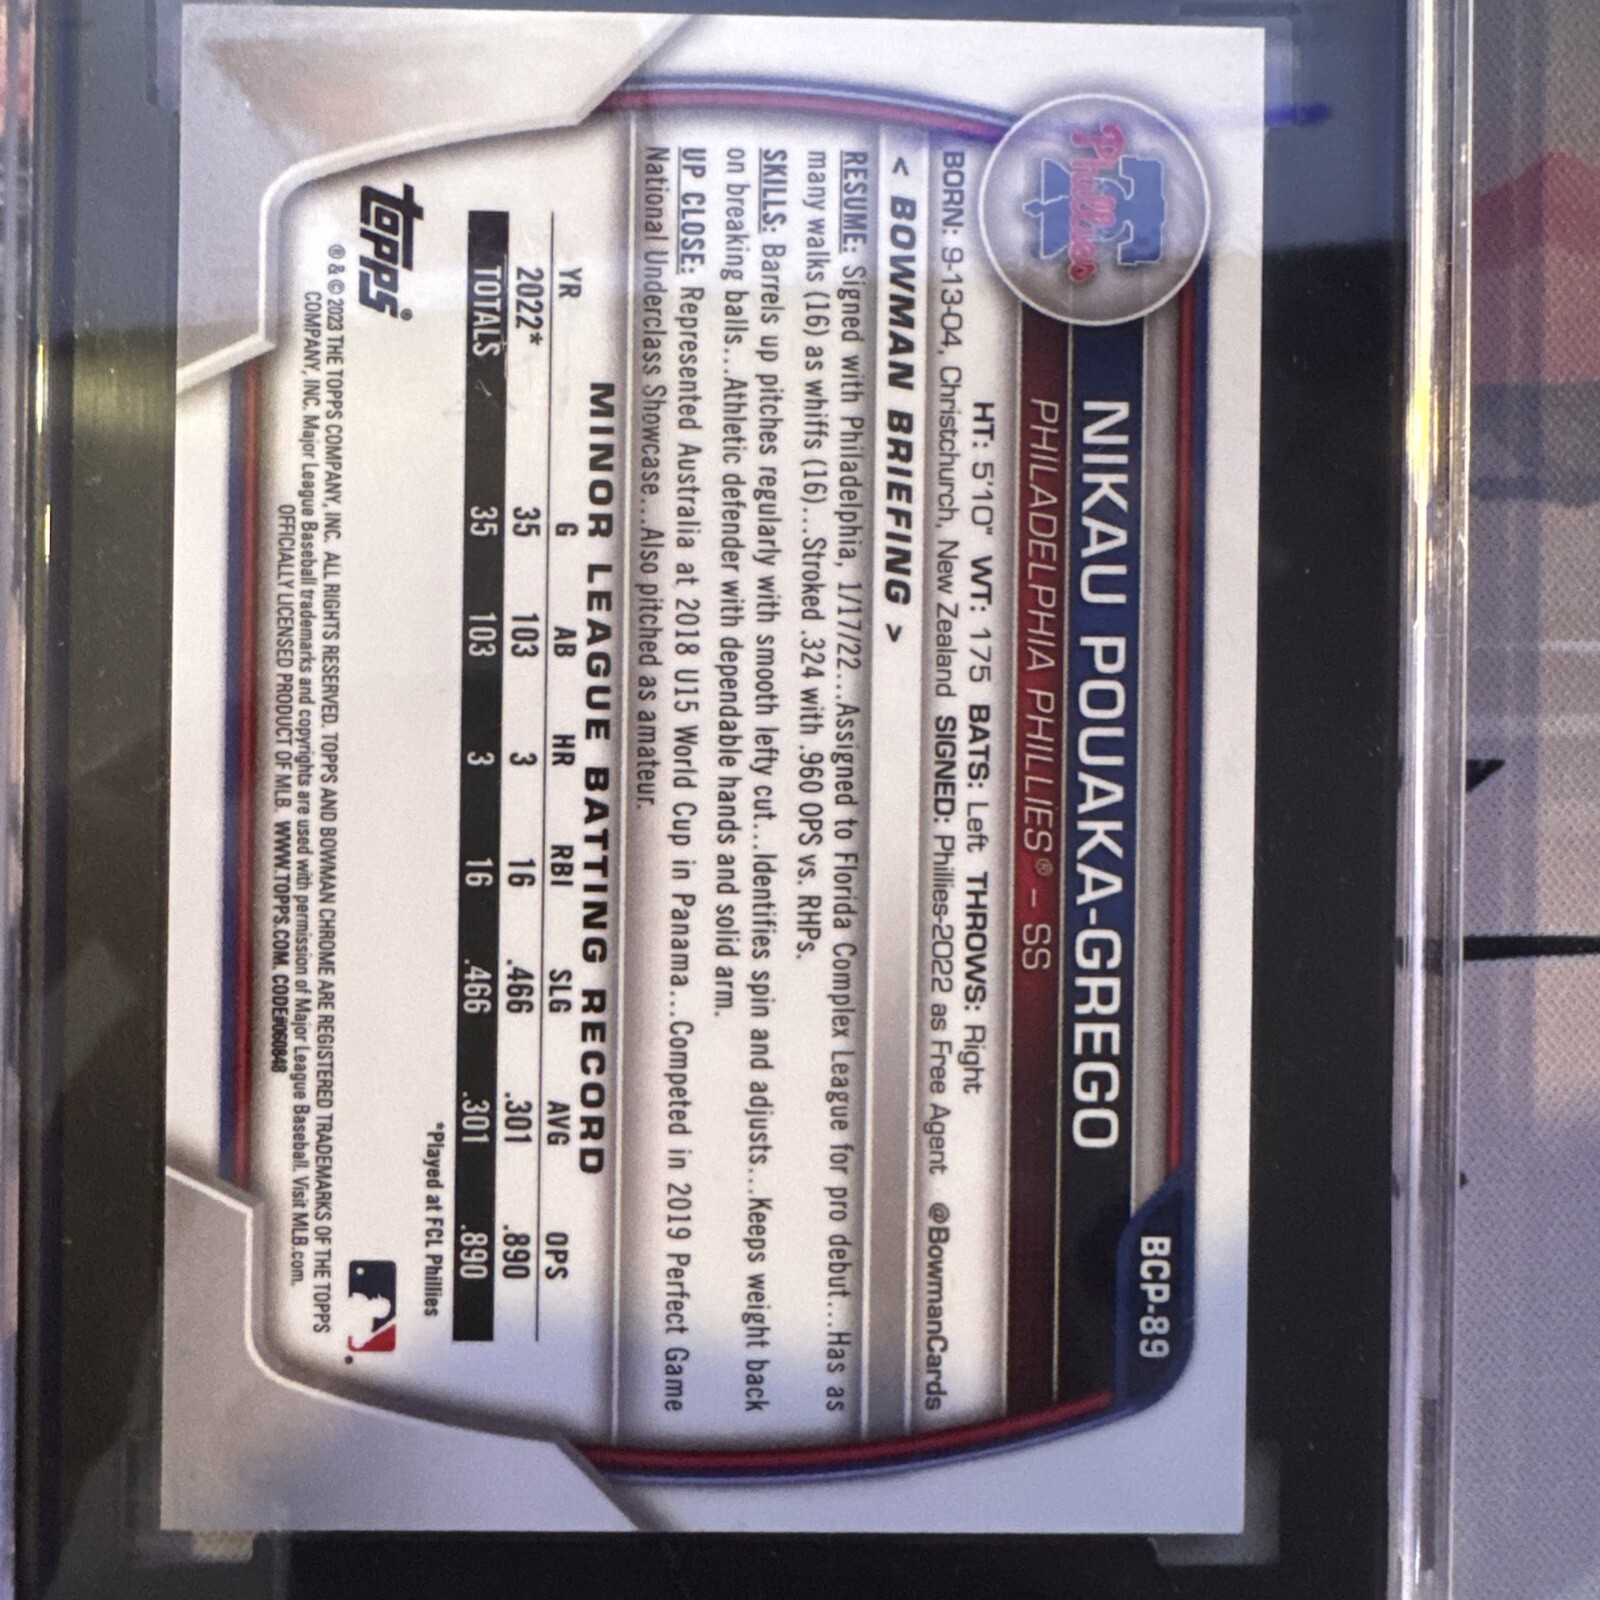 BCP-89
Phillies
NIKAU POUAKA-GREGO
PHILADELPHIA PHILLIES® – SS
HT: 5'10" WT: 175 BATS: Left THROWS: Right
BORN: 9-13-04, Christchurch, New Zealand SIGNED: Phillies-2022 as Free Agent @BowmanCards
< BOWMAN BRIEFING >
RESUME: Signed with Philadelphia, 1/17/22...Assigned to Florida Complex League for pro debut...Has as
many walks (16) as whiffs (16)...Stroked .324 with .960 OPS vs. RHPs.
SKILLS: Barrels up pitches regularly with smooth lefty cut...Identifies spin and adjusts...Keeps weight back
on breaking balls...Athletic defender with dependable hands and solid arm.
UP CLOSE: Represented Australia at 2018 U15 World Cup in Panama...Competed in 2019 Perfect Game
National Underclass Showcase...Also pitched as amateur.
MINOR LEAGUE BATTING RECORD
YR G AB HR RBI SLG AVG OPS
2022* 35 103 3 16 .466 .301 .890
TOTALS 35 103 3 16 .466 .301 .890
*Played at FCL Phillies
topps®
® & © 2023 THE TOPPS COMPANY, INC. ALL RIGHTS RESERVED. TOPPS AND BOWMAN CHROME ARE REGISTERED TRADEMARKS OF THE TOPPS
COMPANY, INC. Major League Baseball trademarks and copyrights are used with permission of Major League Baseball. Visit MLB.com.
OFFICIALLY LICENSED PRODUCT OF MLB. WWW.TOPPS.COM. CODE#060848